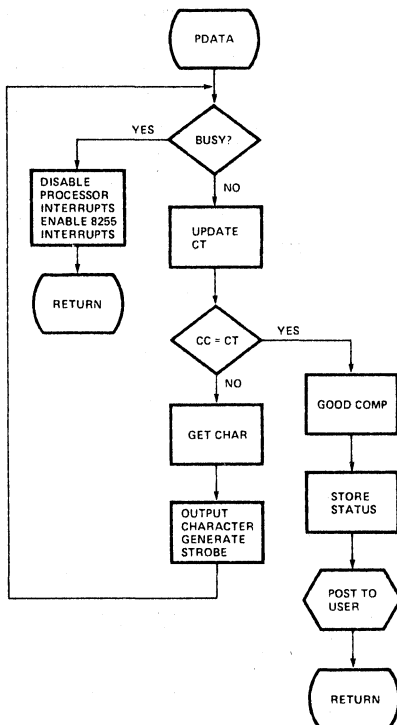 PDATA
YES
BUSY?
DISABLE
PROCESSOR
INTERRUPTS
ENABLE 8255
INTERRUPTS
NO
UPDATE
CT
RETURN
YES
CC = CT
NO
GOOD COMP
GET CHAR
OUTPUT
CHARACTER
GENERATE
STROBE
STORE
STATUS
POST TO
USER
RETURN